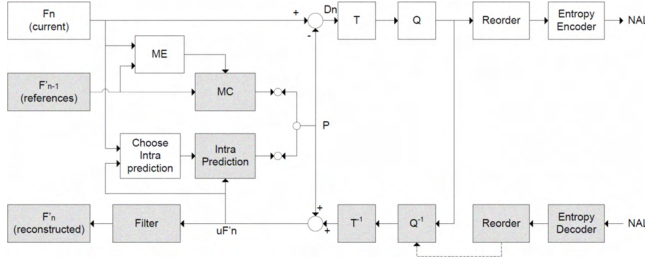 Fn
(current)
+
Dn
-
T
Q
Reorder
Entropy
Encoder
NAL
ME
F'n-1
(references)
MC
P
Choose
Intra
prediction
Intra
Prediction
F'n
(reconstructed)
Filter
uF'n
+
+
T-1
Q-1
Reorder
Entropy
Decoder
NAL